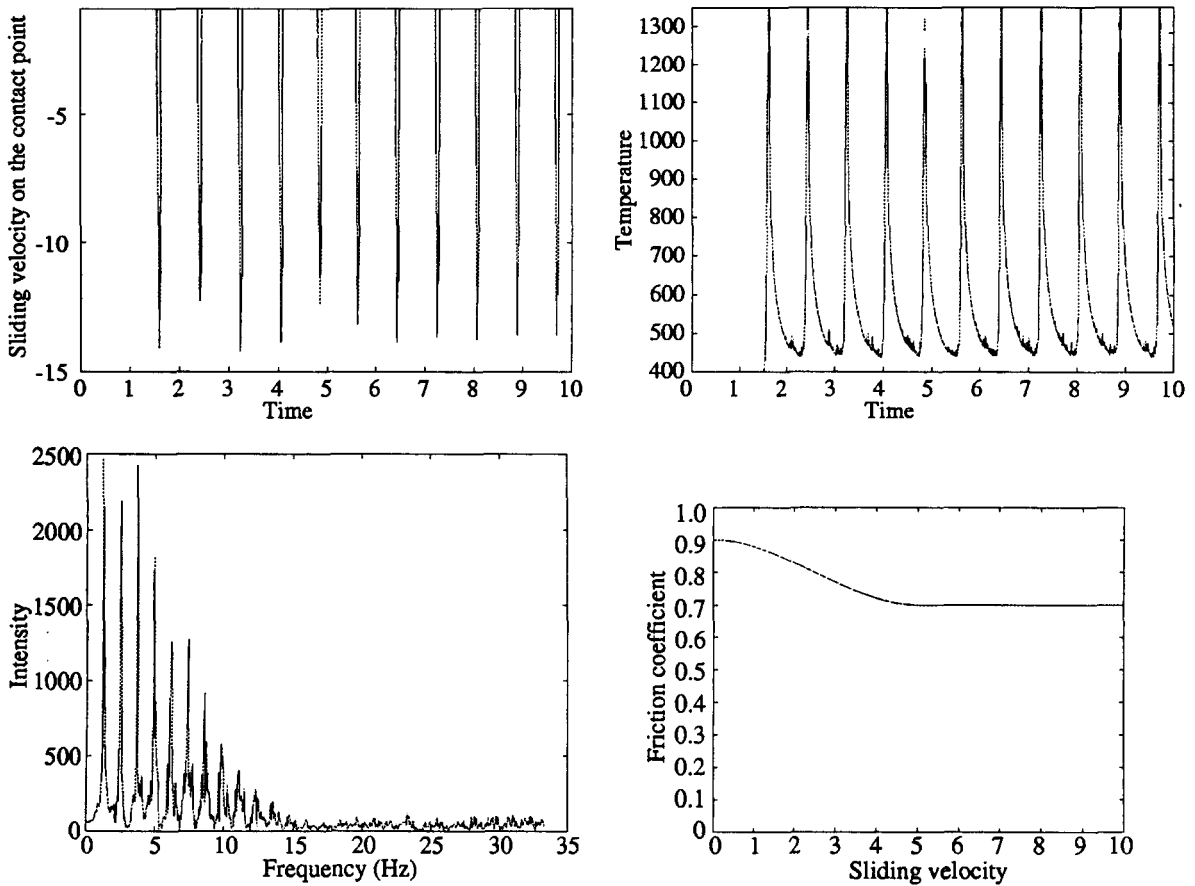 Sliding velocity on the contact point
-5
-10
-15
0 1 2 3 4 5 6 7 8 9 10
Time
Temperature
1300
1200
1100
1000
900
800
700
600
500
400
0 1 2 3 4 5 6 7 8 9 10
Time
Intensity
2500
2000
1500
1000
500
0
0 5 10 15 20 25 30 35
Frequency (Hz)
Friction coefficient
1.0
0.9
0.8
0.7
0.6
0.5
0.4
0.3
0.2
0.1
0
0 1 2 3 4 5 6 7 8 9 10
Sliding velocity